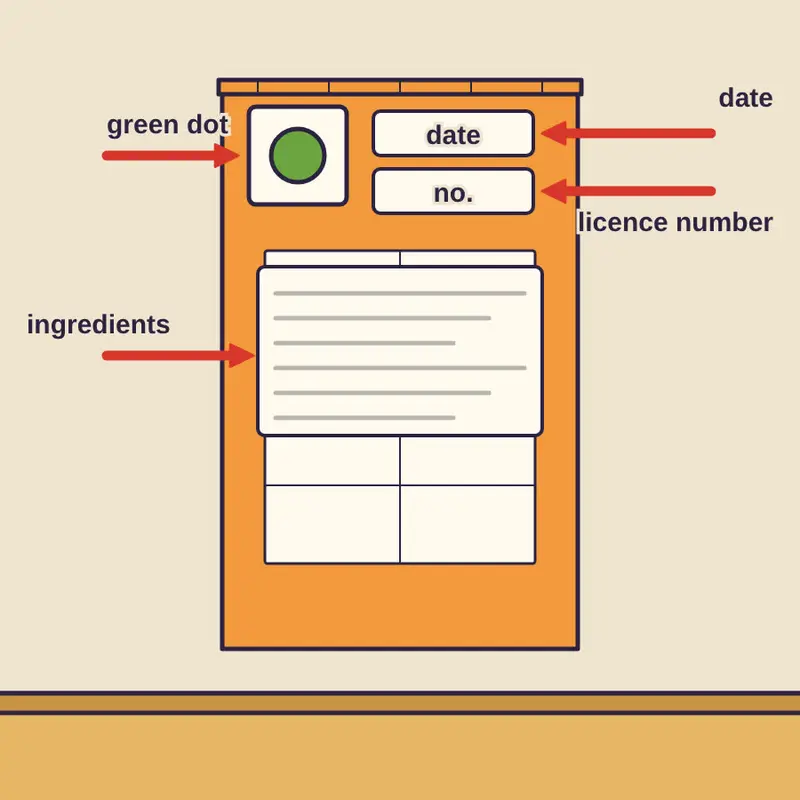 date
green dot
date
no.
licence number
ingredients